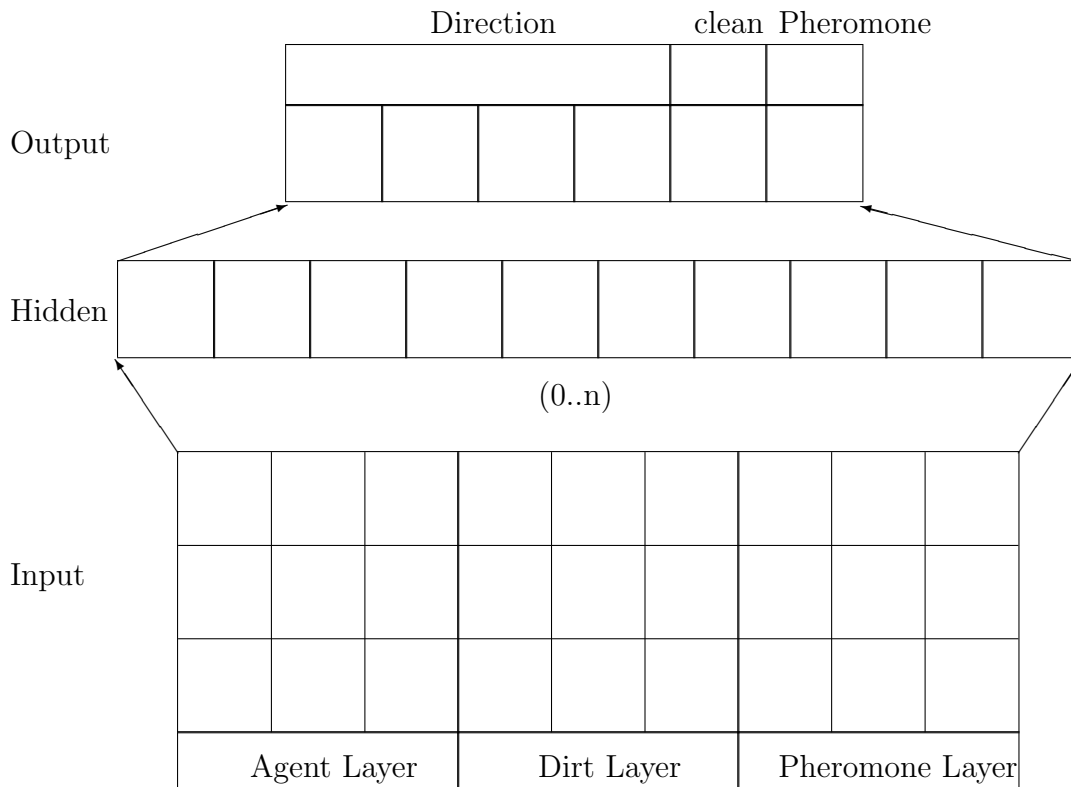 Direction clean Pheromone
Output
Hidden
(0..n)
Input
Agent Layer Dirt Layer Pheromone Layer